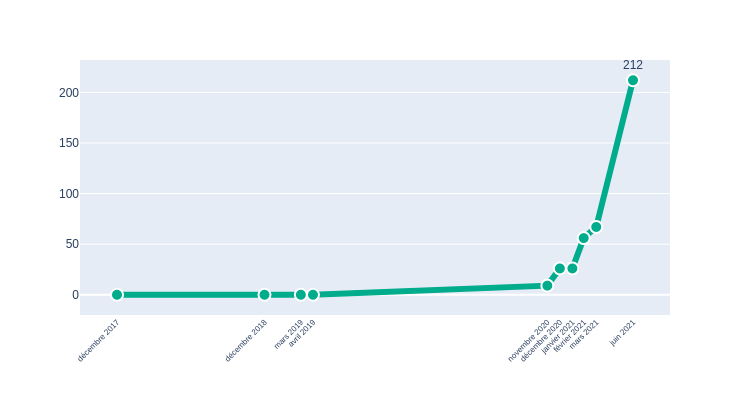 212
200
150
100
50
0
décembre 2017
décembre 2018
mars 2019
avril 2019
novembre 2020
décembre 2020
janvier 2021
février 2021
mars 2021
juin 2021